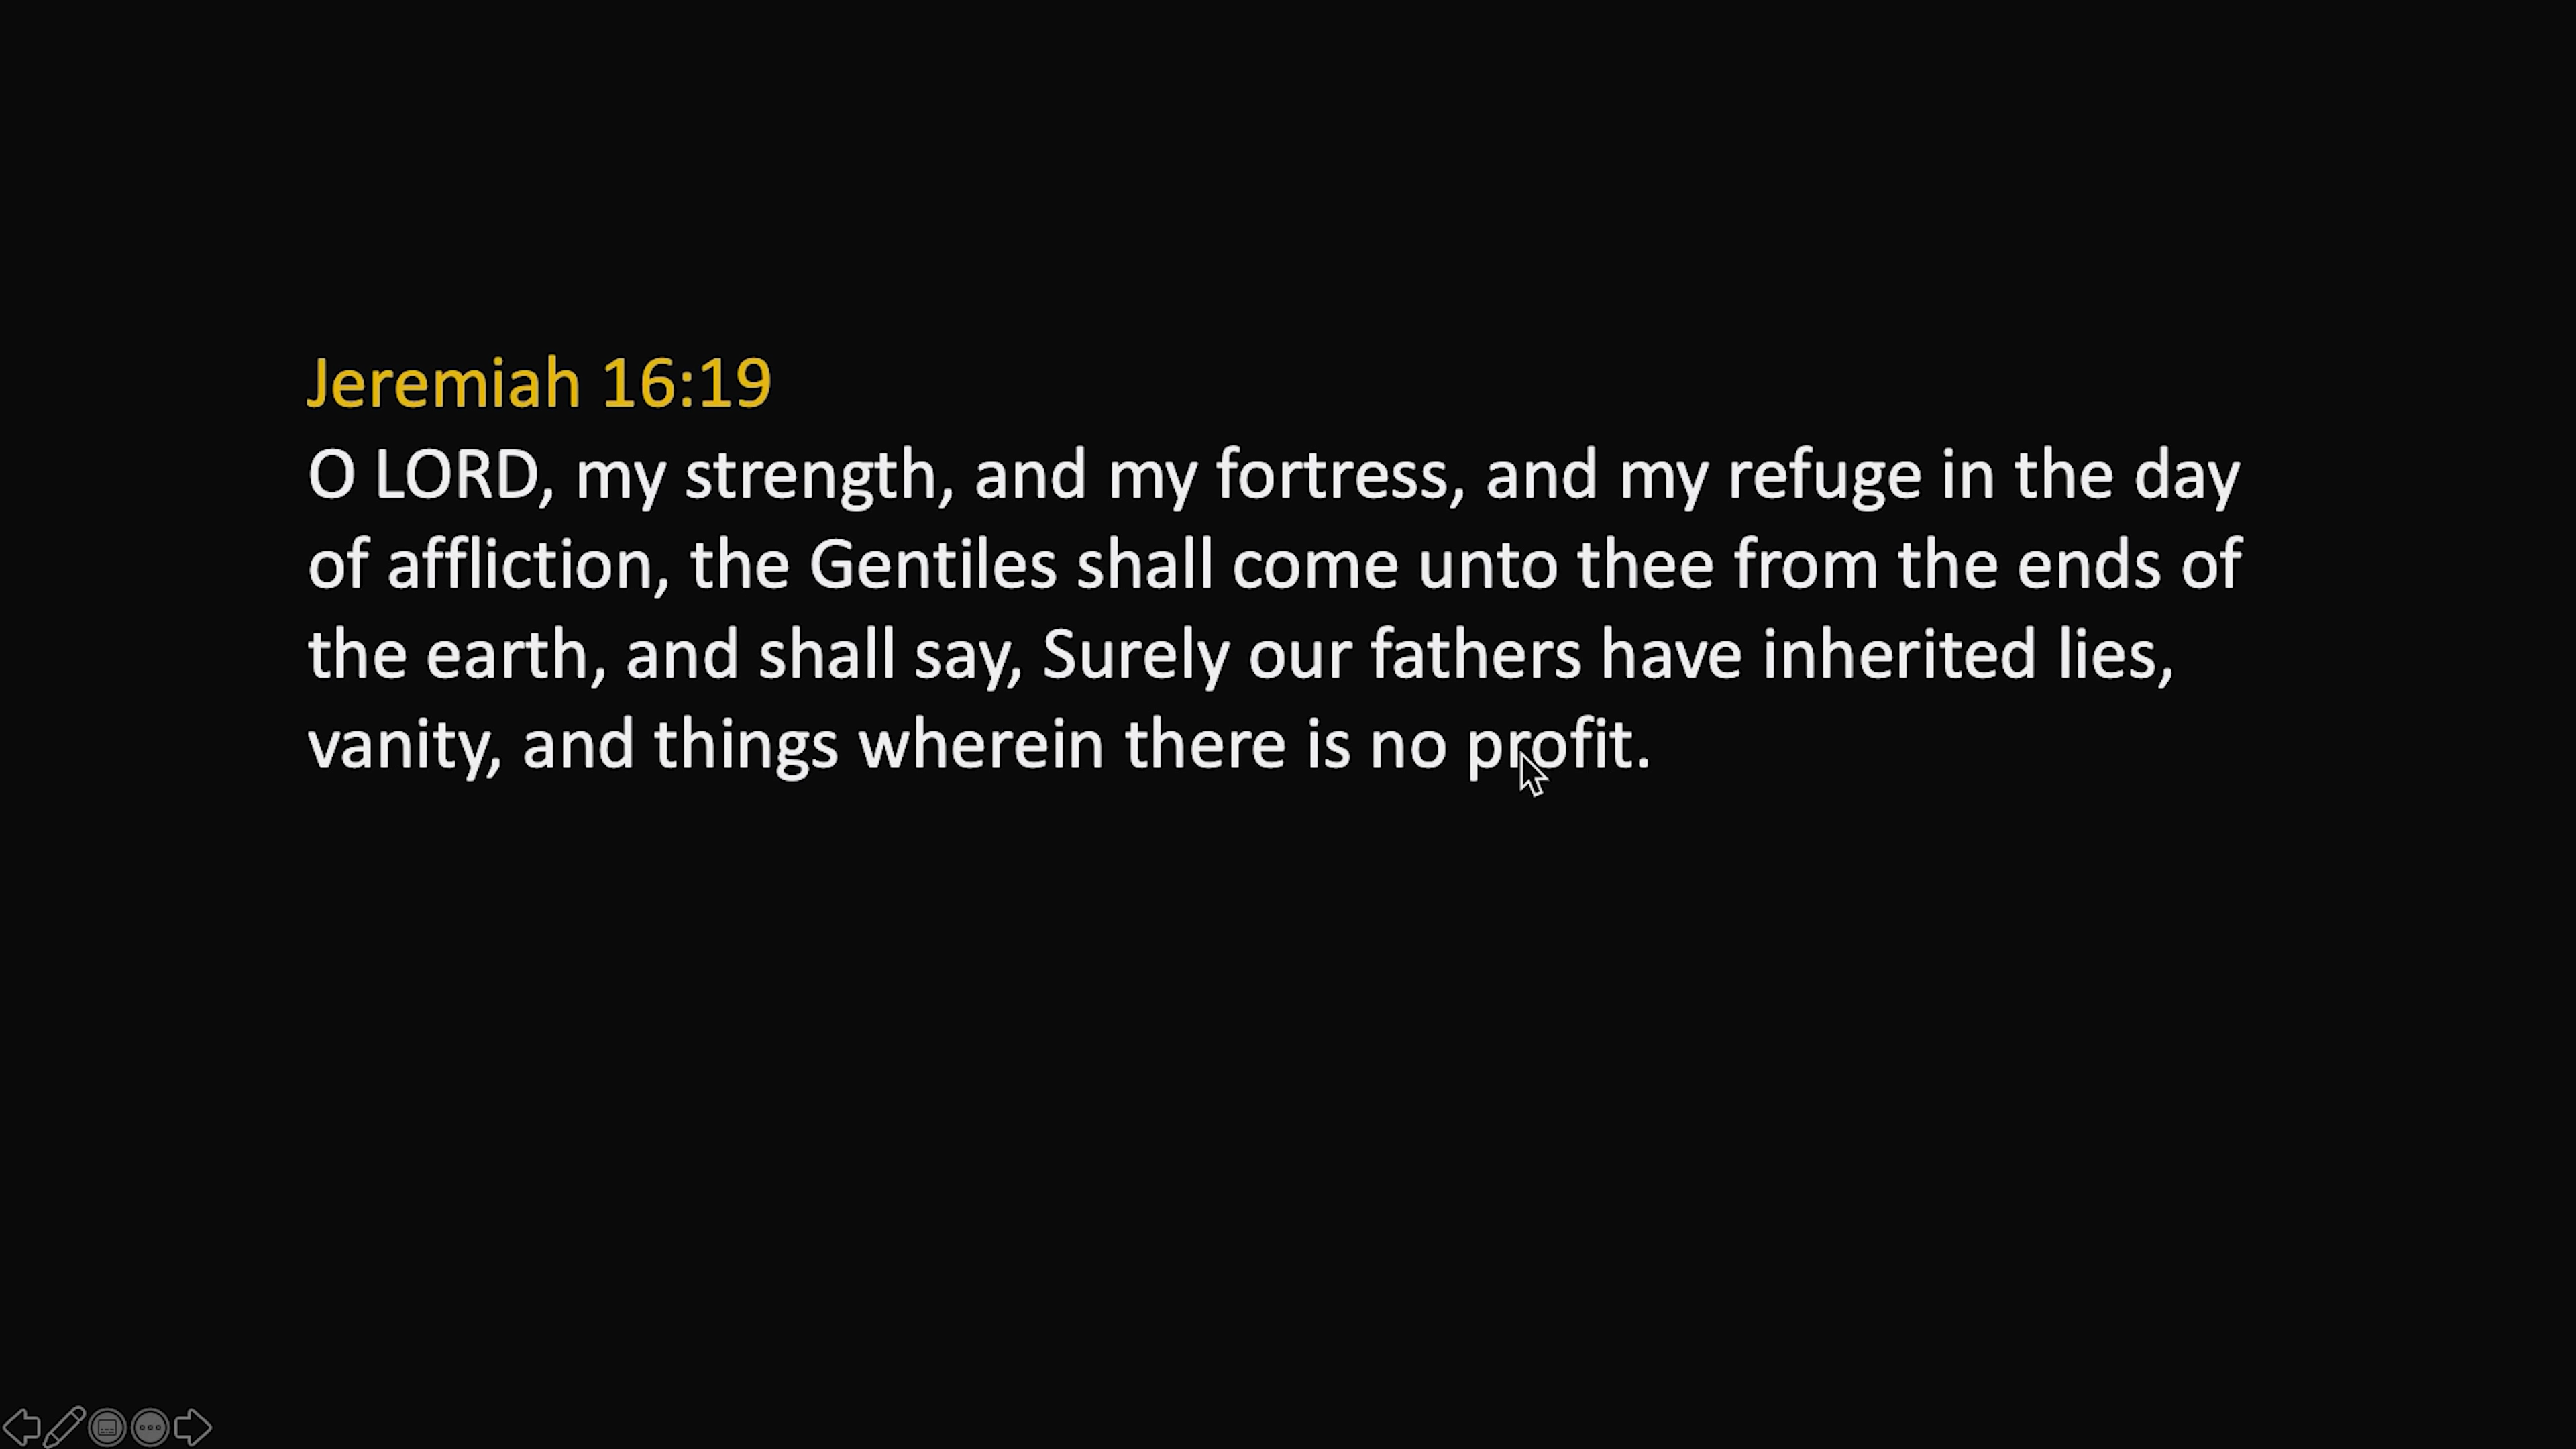 Jeremiah 16:19
O LORD, my strength, and my fortress, and my refuge in the day
of affliction, the Gentiles shall come unto thee from the ends of
the earth, and shall say, Surely our fathers have inherited lies,
vanity, and things wherein there is no profit.